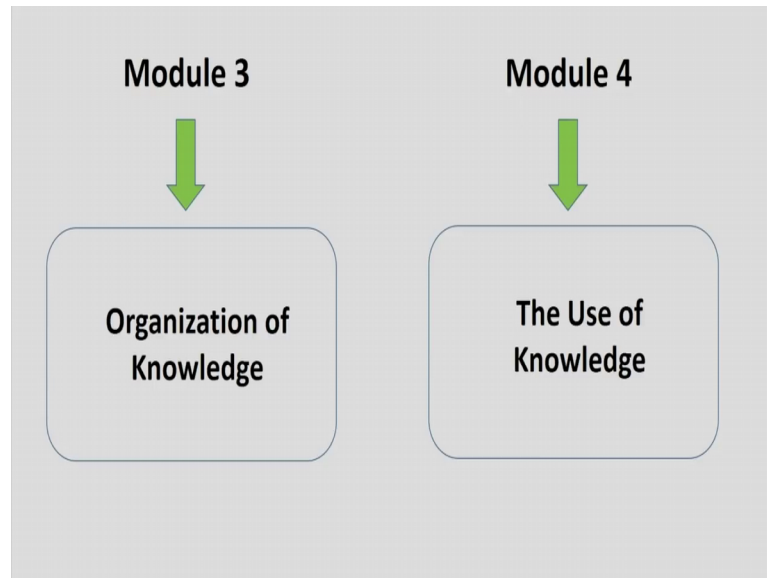 Module 3
Module 4
Organization of
Knowledge
The Use of
Knowledge